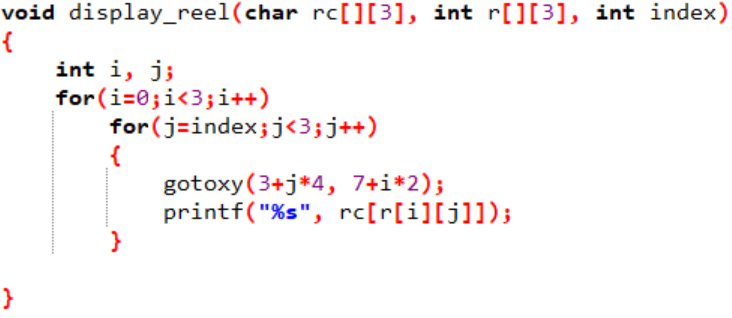 void display_reel(char rc[][3], int r[][3], int index)
{
    int i, j;
    for(i=0;i<3;i++)
        for(j=index;j<3;j++)
        {
            gotoxy(3+j*4, 7+i*2);
            printf("%s", rc[r[i][j]]);
        }
}